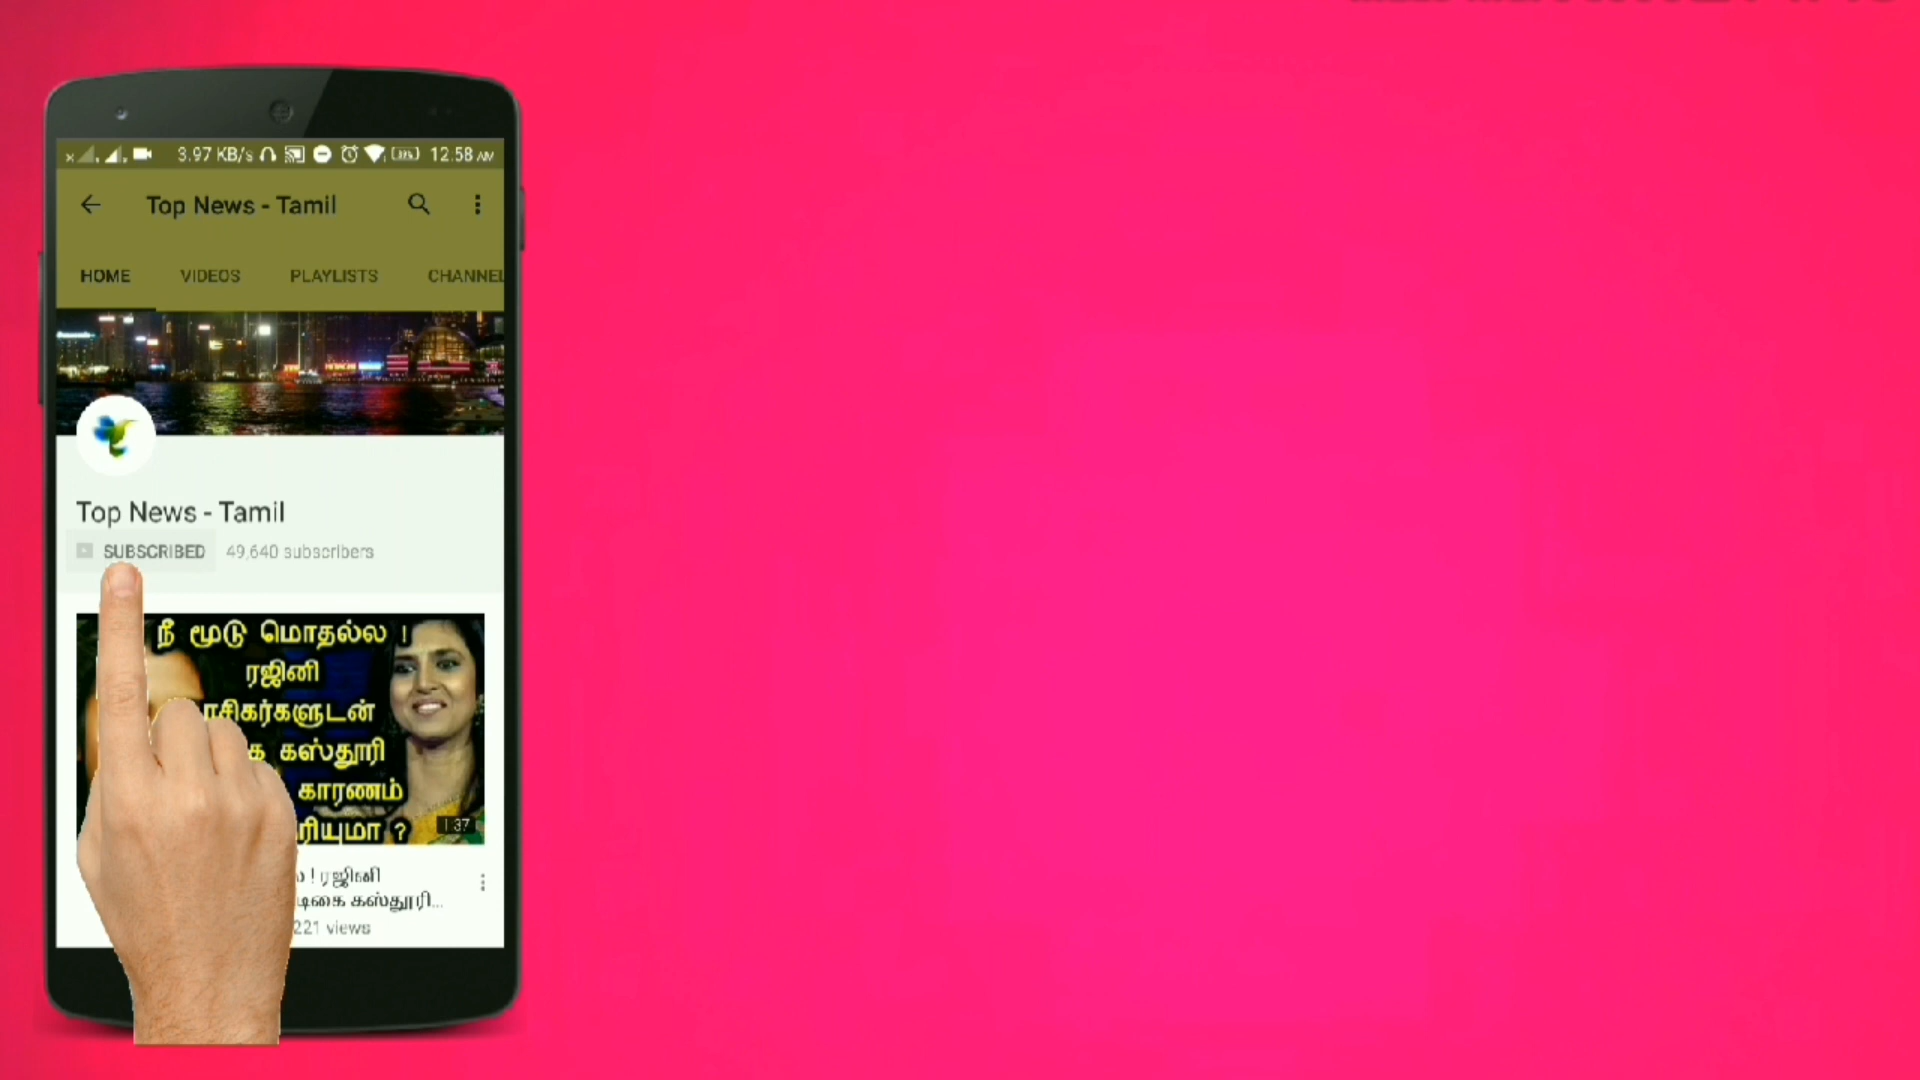 3.97 KB/s 12.58 AM
Top News - Tamil
HOME VIDEOS PLAYLISTS CHANNEL
Top News - Tamil
SUBSCRIBED 49,640 subscribers
நீ மூடு மொதல்ல !
ரஜினி
ரசிகர்களுடன்
கஸ்தூரி
காரணம்
ரியுமா ?
1:37
! ரஜினி
டிகை கஸ்தூரி...
221 views